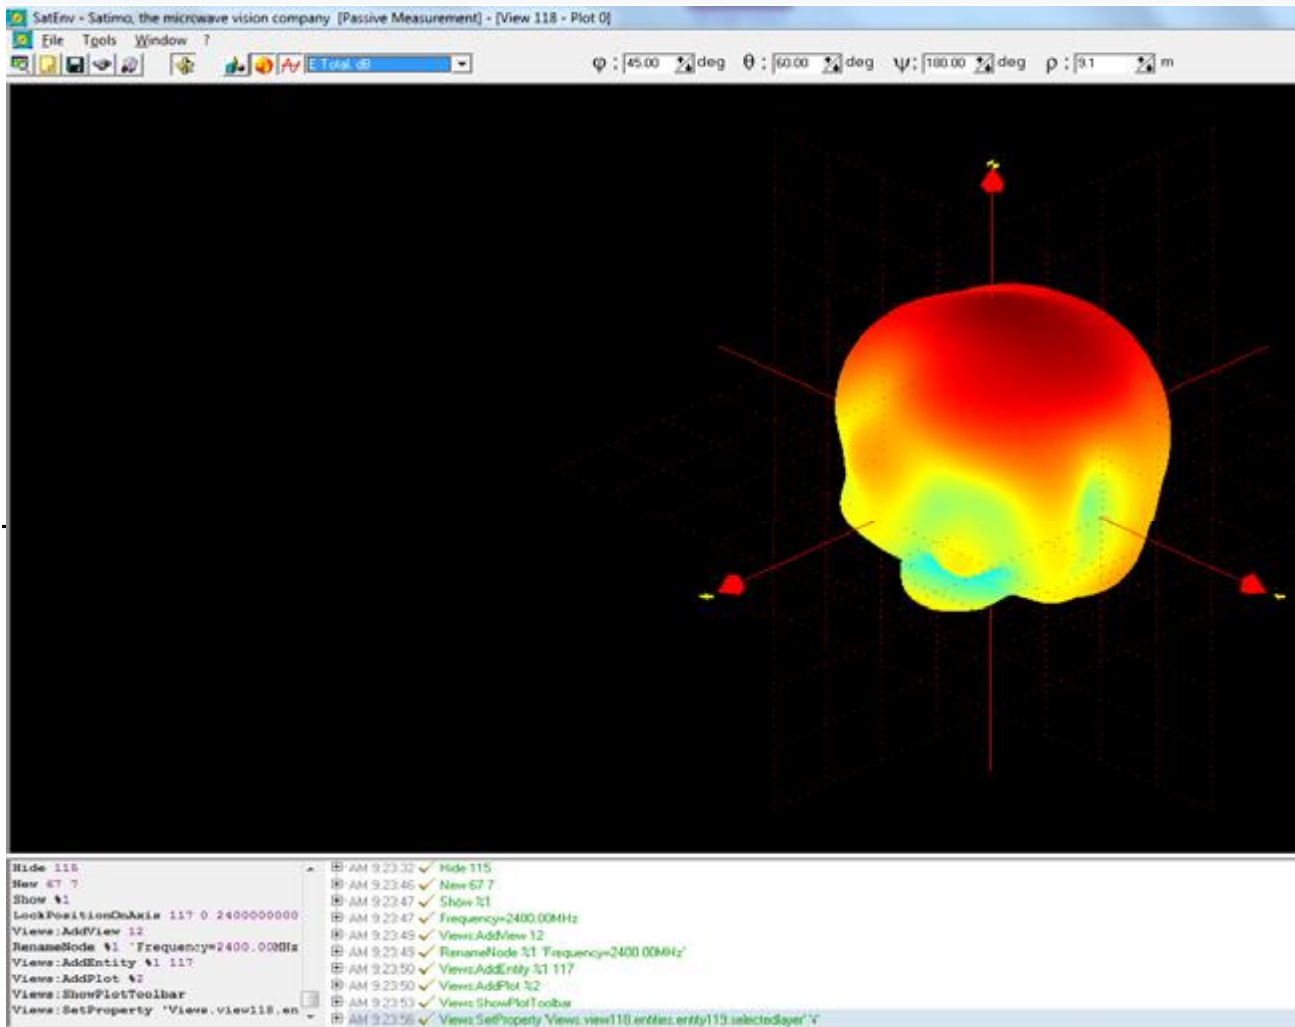 SatEnv - Satimo, the microwave vision company [Passive Measurement] - [View 118 - Plot 0]
File Tools Window ?
E Total, dB φ : 45.00 deg θ : 60.00 deg ψ : 180.00 deg ρ : 9.1 m
Hide 115
New 67 7
Show %1
LockPositionOnAxis 117 0 2400000000
Views:AddView 12
RenameNode %1 'Frequency=2400.00MHz
Views:AddEntity %1 117
Views:AddPlot %2
Views:ShowPlotToolbar
Views:SetProperty 'Views.view118.en
AM 9:23:32 Hide 115
AM 9:23:46 New 67 7
AM 9:23:47 Show %1
AM 9:23:47 Frequency=2400.00MHz
AM 9:23:49 Views:AddView 12
AM 9:23:49 RenameNode %1 'Frequency=2400.00MHz'
AM 9:23:50 Views:AddEntity %1 117
AM 9:23:50 Views:AddPlot %2
AM 9:23:53 Views:ShowPlotToolbar
AM 9:23:56 Views:SetProperty 'Views.view118.entities.entity119.selectedlayer'